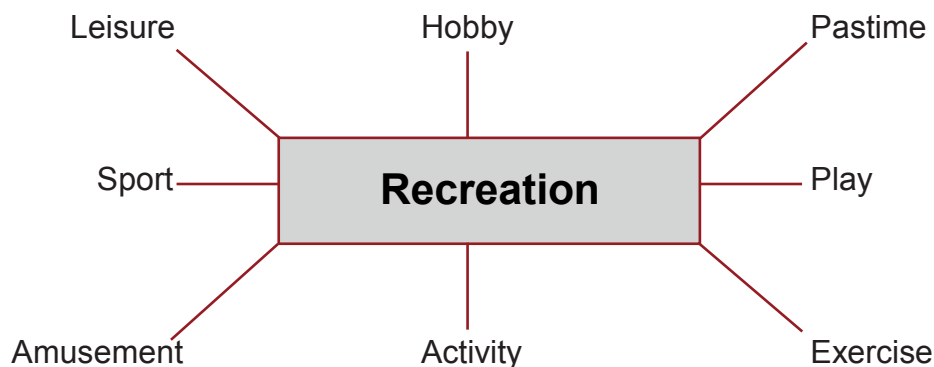 Leisure
Hobby
Pastime
Sport
Recreation
Play
Amusement
Activity
Exercise